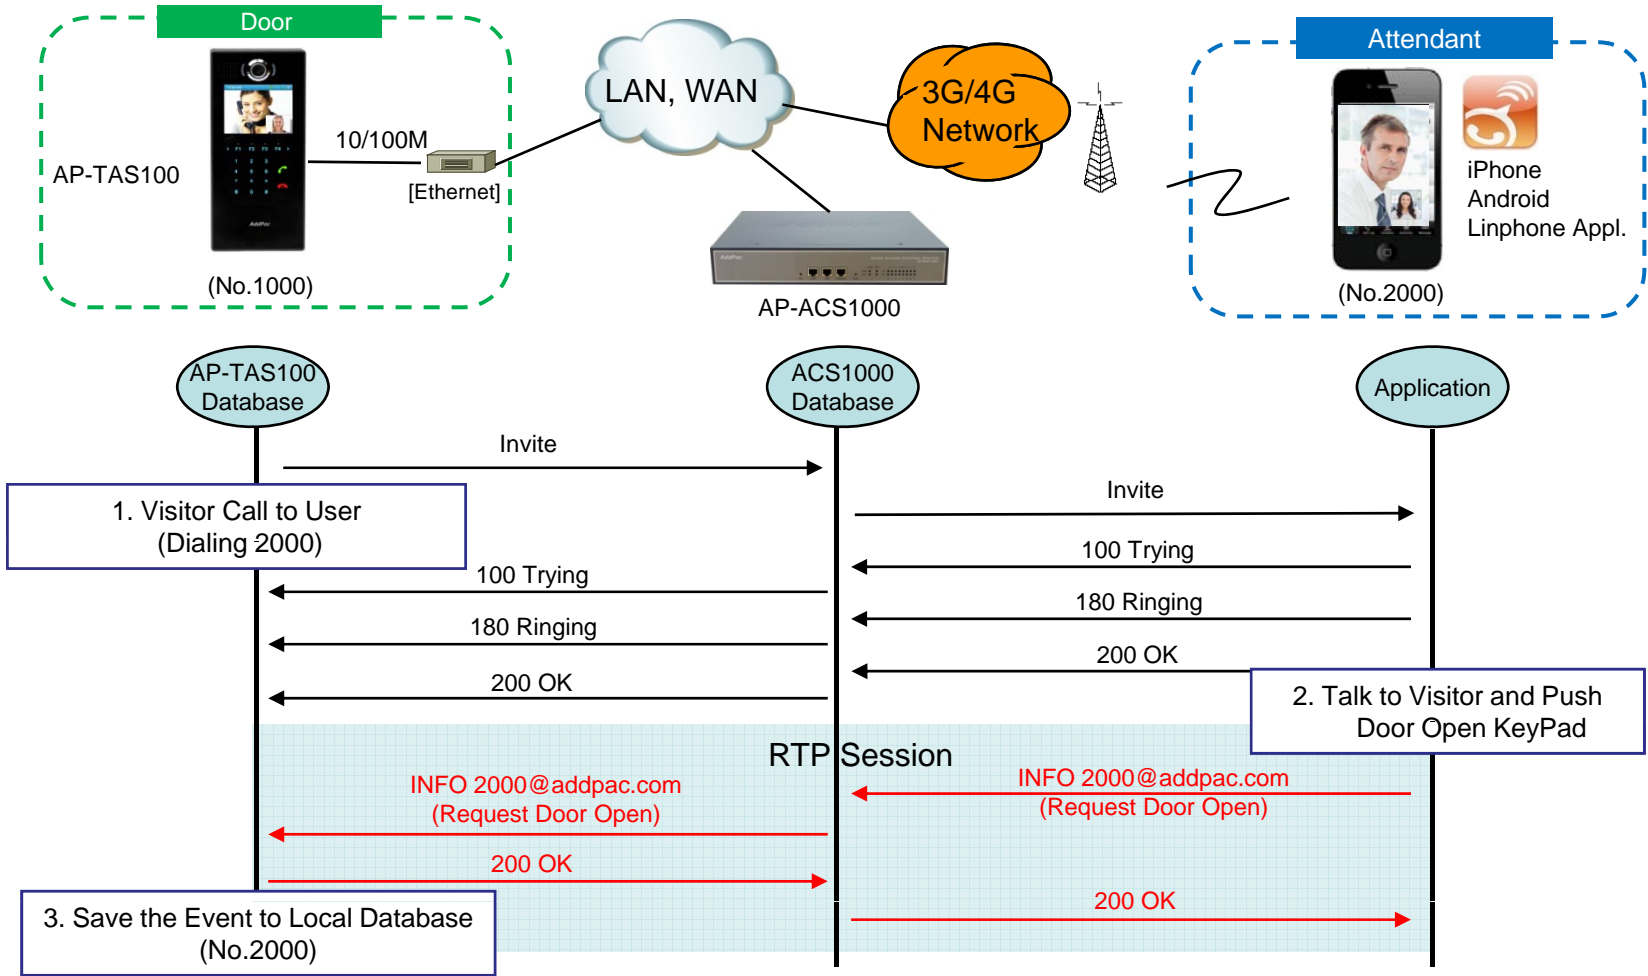 Door
Attendant
LAN, WAN
3G/4G
Network
10/100M
AP-TAS100
[Ethernet]
AddPac
(No.1000)
AddPac
AP-ACS1000
iPhone
Android
Linphone Appl.
(No.2000)
AP-TAS100
Database
ACS1000
Database
Application
Invite
Invite
1. Visitor Call to User
(Dialing 2000)
100 Trying
100 Trying
180 Ringing
180 Ringing
200 OK
200 OK
2. Talk to Visitor and Push
Door Open KeyPad
RTP Session
INFO 2000@addpac.com
(Request Door Open)
INFO 2000@addpac.com
(Request Door Open)
200 OK
200 OK
3. Save the Event to Local Database
(No.2000)